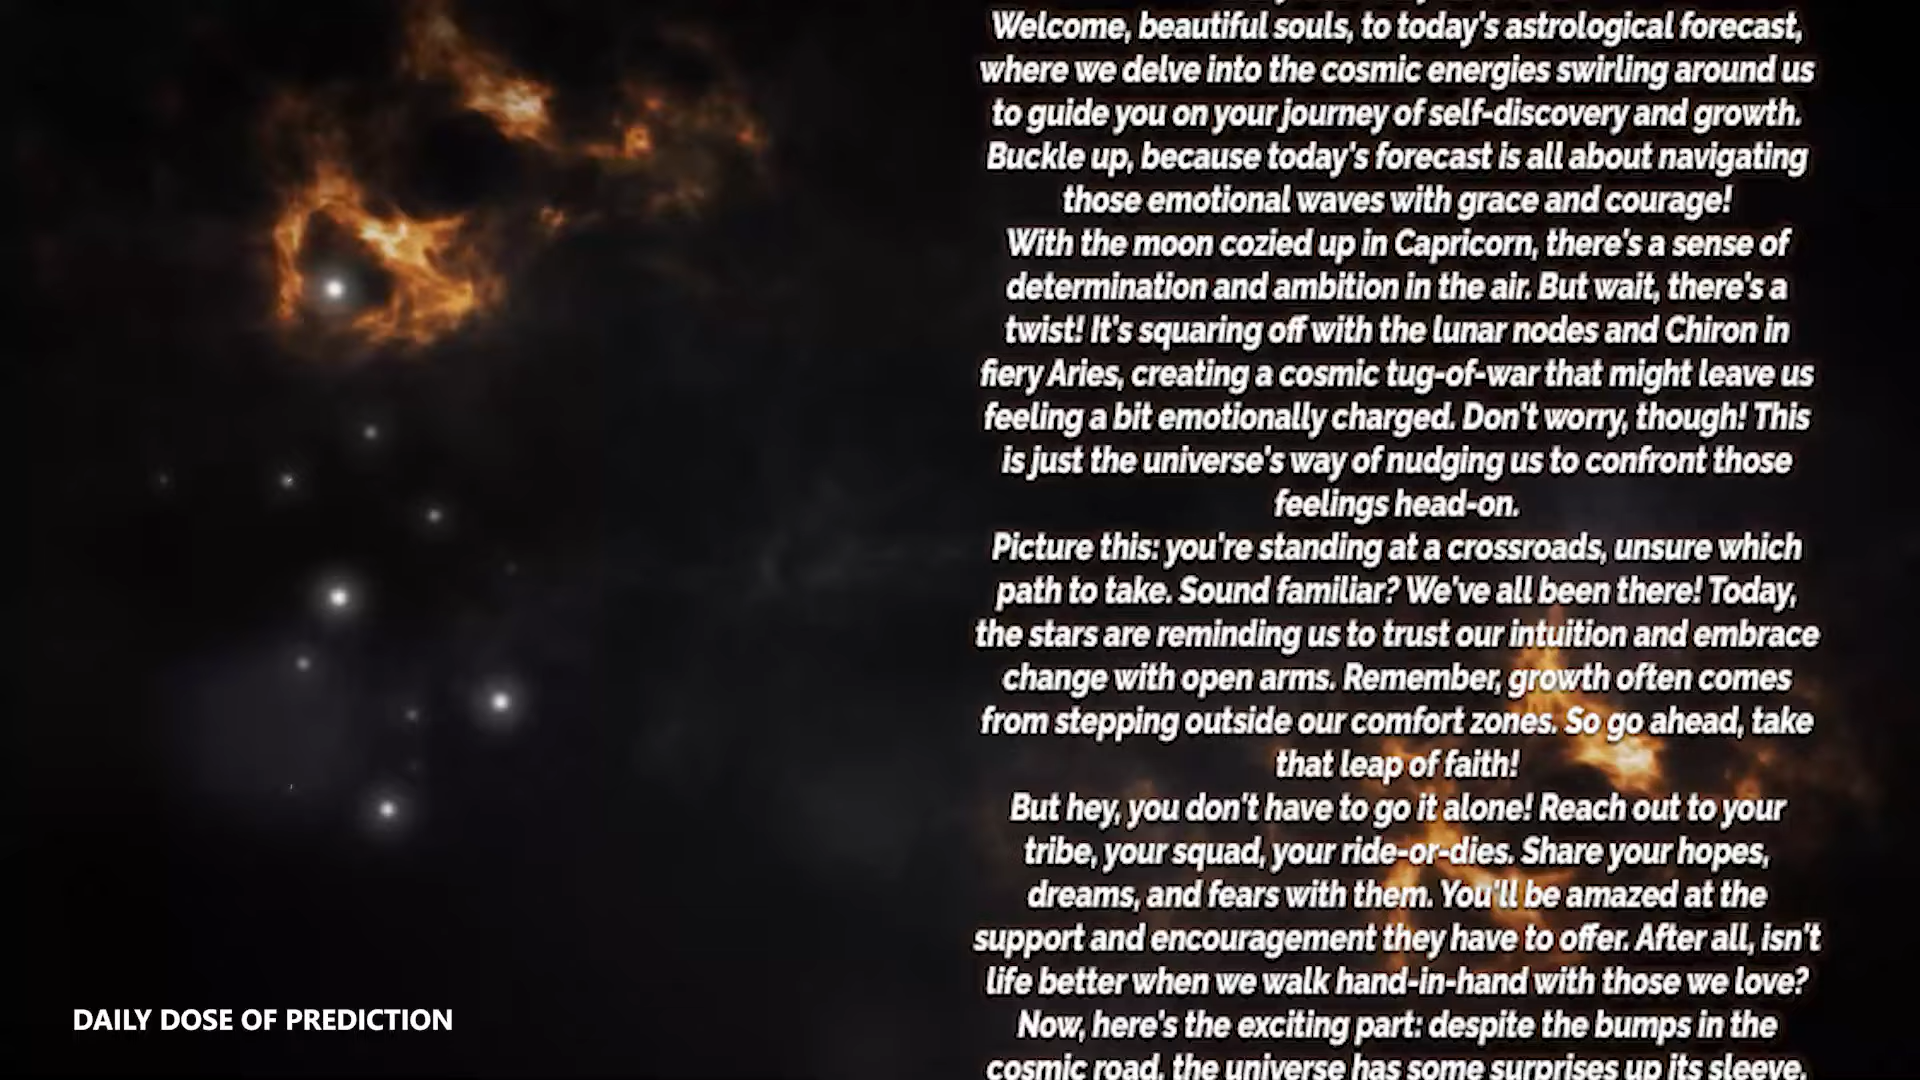 Welcome, beautiful souls, to today's astrological forecast,
where we delve into the cosmic energies swirling around us
to guide you on your journey of self-discovery and growth.
Buckle up, because today's forecast is all about navigating
those emotional waves with grace and courage!
With the moon cozied up in Capricorn, there's a sense of
determination and ambition in the air. But wait, there's a
twist! It's squaring off with the lunar nodes and Chiron in
fiery Aries, creating a cosmic tug-of-war that might leave us
feeling a bit emotionally charged. Don't worry, though! This
is just the universe's way of nudging us to confront those
feelings head-on.
Picture this: you're standing at a crossroads, unsure which
path to take. Sound familiar? We've all been there! Today,
the stars are reminding us to trust our intuition and embrace
change with open arms. Remember, growth often comes
from stepping outside our comfort zones. So go ahead, take
that leap of faith!
But hey, you don't have to go it alone! Reach out to your
tribe, your squad, your ride-or-dies. Share your hopes,
dreams, and fears with them. You'll be amazed at the
support and encouragement they have to offer. After all, isn't
life better when we walk hand-in-hand with those we love?
Now, here's the exciting part: despite the bumps in the
cosmic road, the universe has some surprises up its sleeve.
DAILY DOSE OF PREDICTION